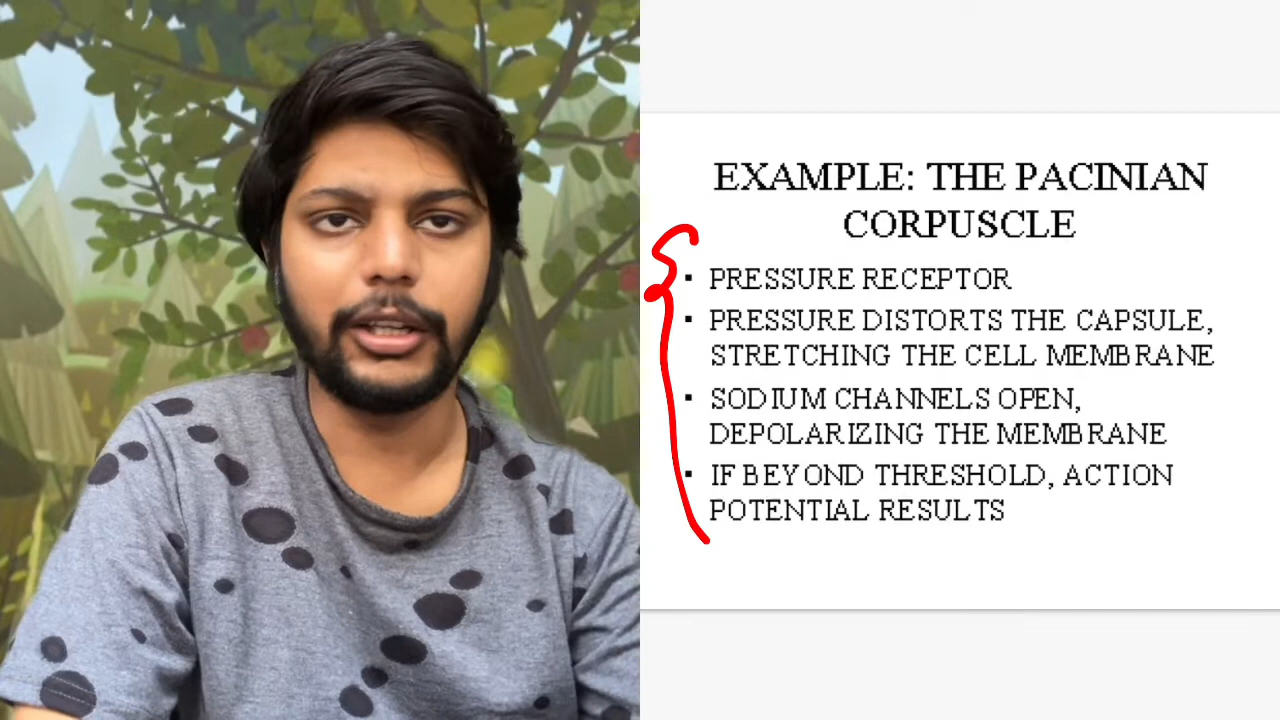 EXAMPLE: THE PACINIAN
CORPUSCLE
▪ PRESSURE RECEPTOR
▪ PRESSURE DISTORTS THE CAPSULE,
STRETCHING THE CELL MEMBRANE
▪ SODIUM CHANNELS OPEN,
DEPOLARIZING THE MEMBRANE
▪ IF BEYOND THRESHOLD, ACTION
POTENTIAL RESULTS